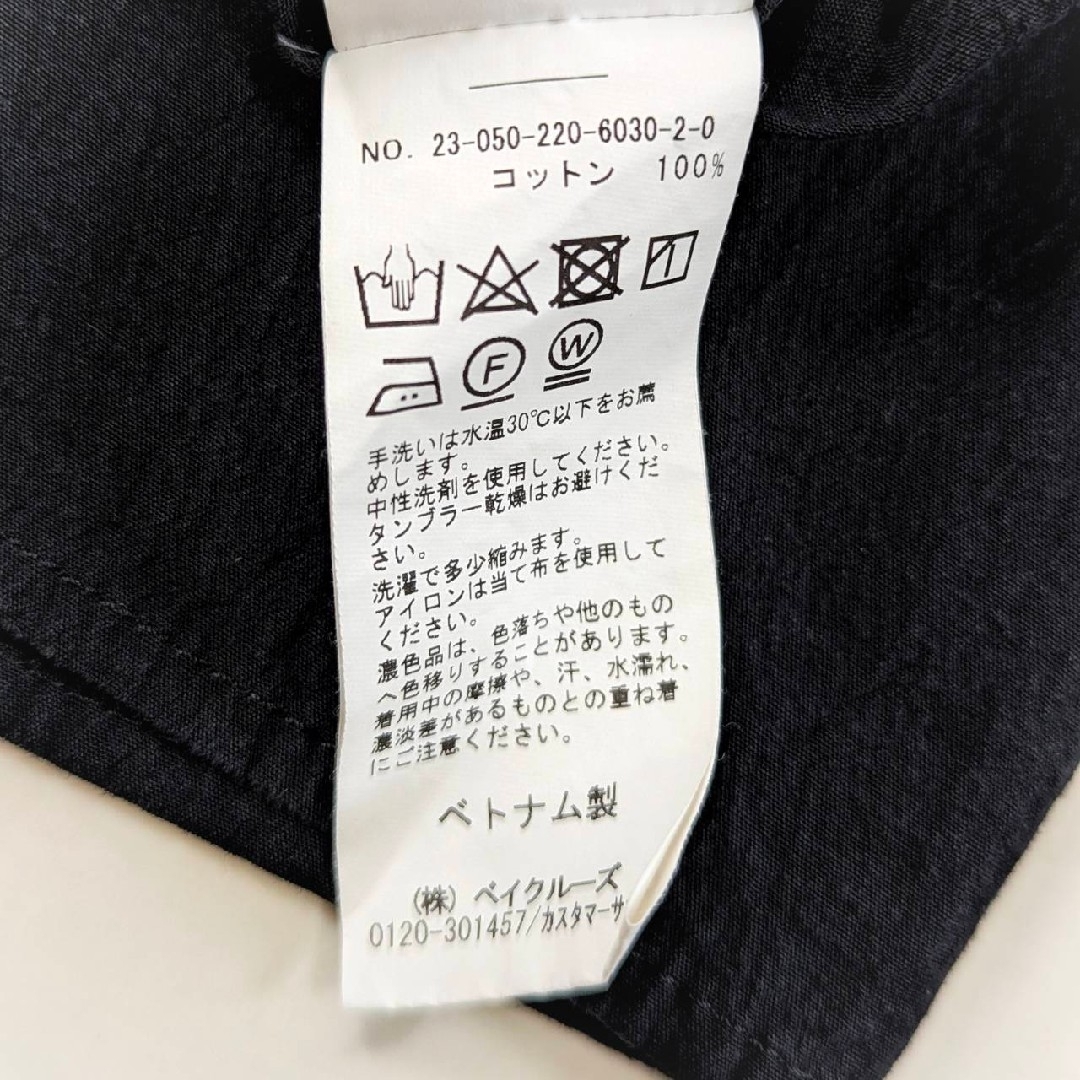 NO. 23-050-220-6030-2-0
コットン 100%
F
W
手洗いは水温30℃以下をお薦
めします。
中性洗剤を使用してください。
タンブラー乾燥はお避けくだ
さい。
洗濯で多少縮みます。
アイロンは当て布を使用して
ください。
濃色品は、色落ちや他のもの
へ色移りすることがあります。
着用中の摩擦や、汗、水濡れ、
濃淡差があるものとの重ね着
にご注意ください。
ベトナム製
(株) ベイクルーズ
0120-301457/カスタマーサ